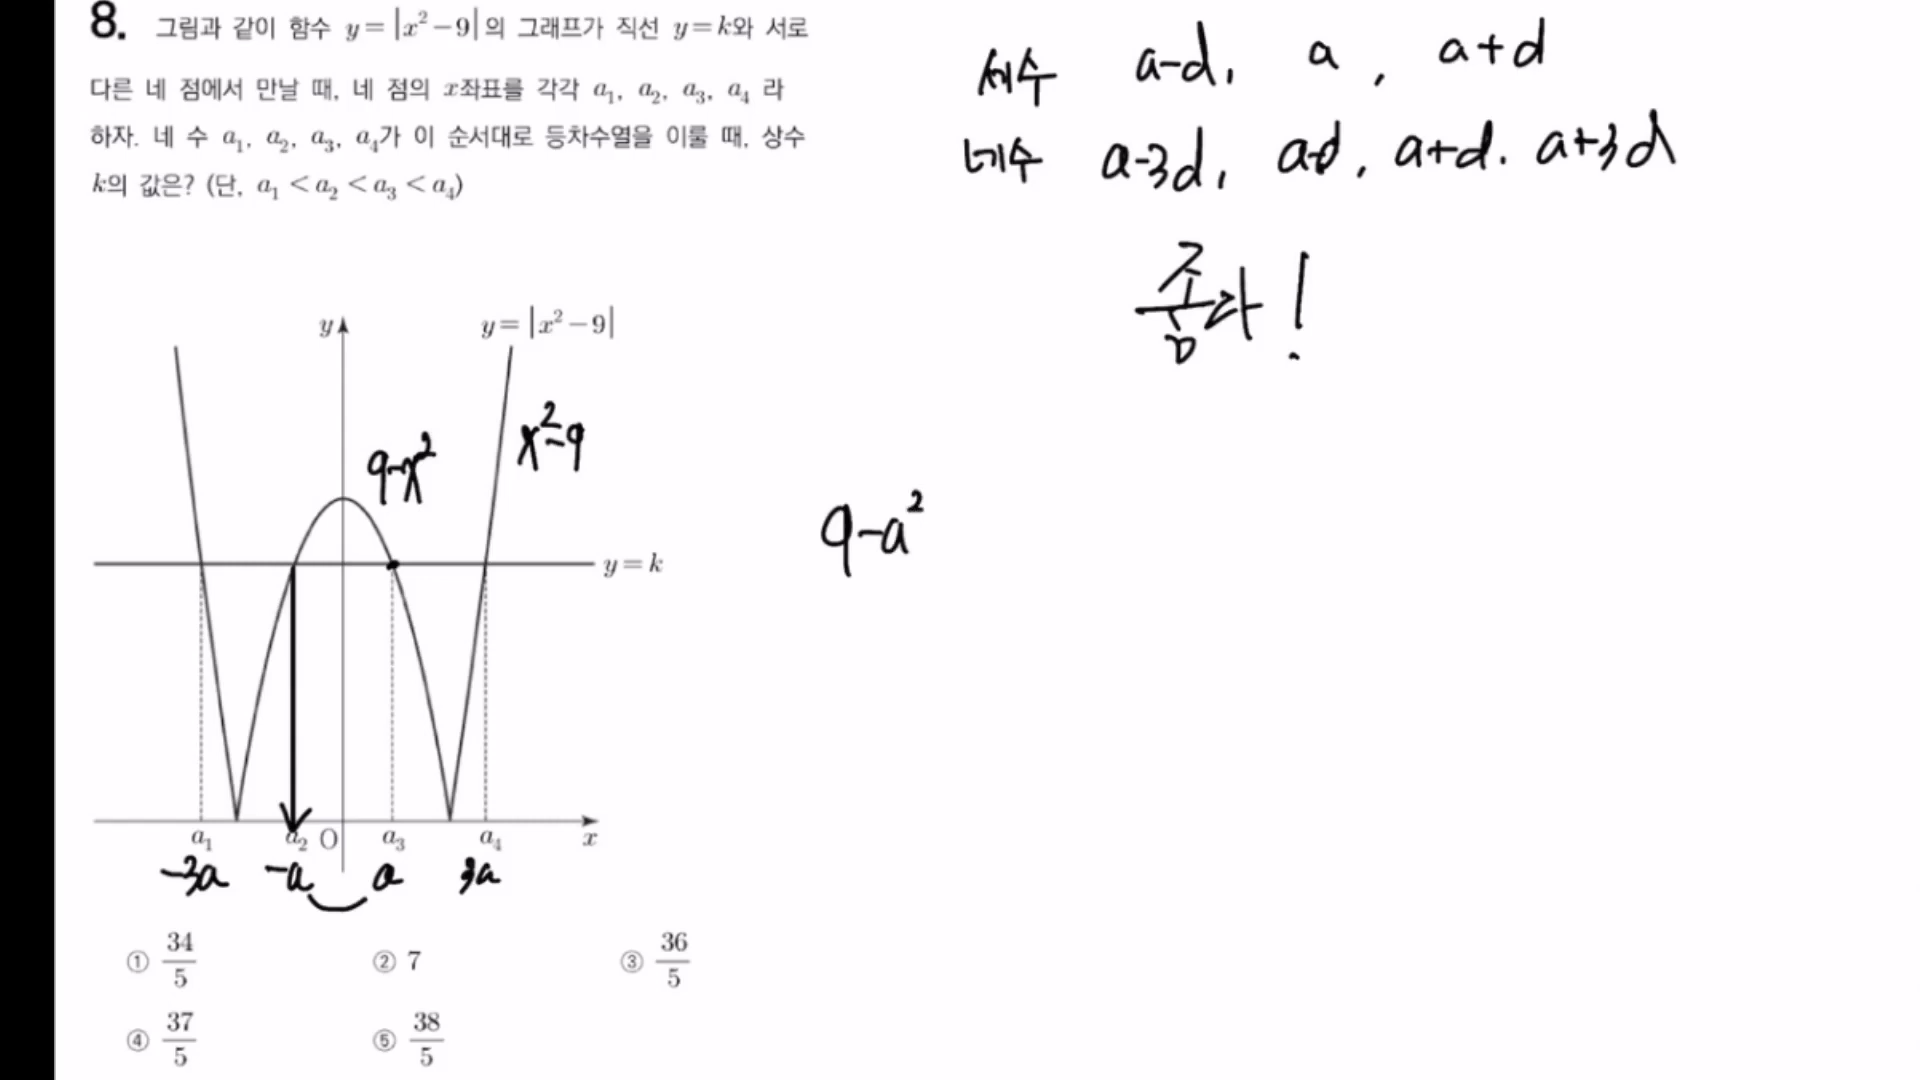 8. 그림과 같이 함수 y=|x²-9|의 그래프가 직선 y=k와 서로
다른 네 점에서 만날 때, 네 점의 x좌표를 각각 a₁, a₂, a₃, a₄ 라
하자. 네 수 a₁, a₂, a₃, a₄가 이 순서대로 등차수열을 이룰 때, 상수
k의 값은? (단, a₁<a₂<a₃<a₄)
세수 a-d, a, a+d
네수 a-3d, a-d, a+d. a+3d
좋다!
y
y=|x²-9|
9-x²
x²-9
9-a²
y=k
a₁ a₂ O a₃ a₄ x
-3a -a a 3a
① 34/5 ② 7 ③ 36/5
④ 37/5 ⑤ 38/5